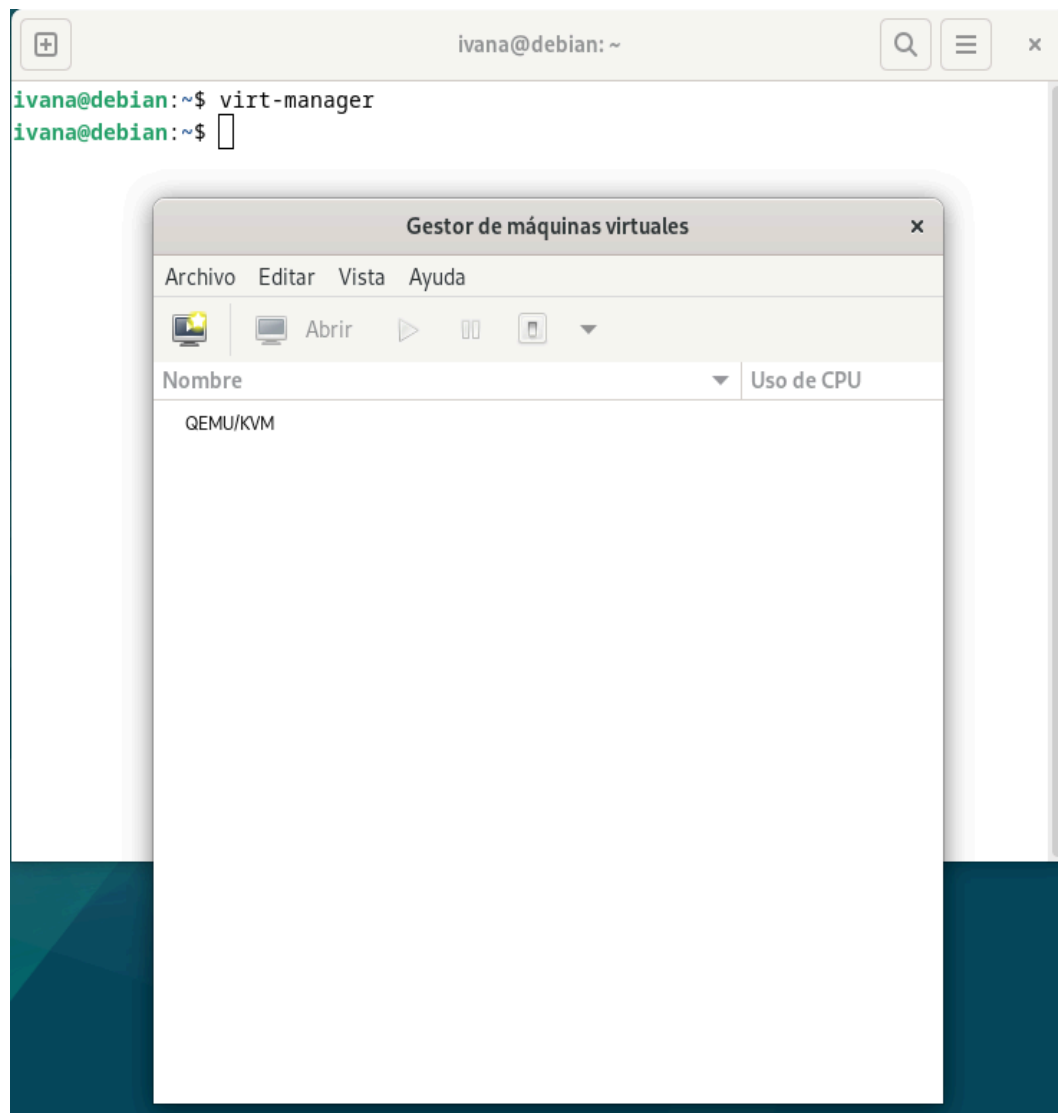 ivana@debian: ~
ivana@debian:~$ virt-manager
ivana@debian:~$
Gestor de máquinas virtuales
Archivo Editar Vista Ayuda
Abrir
Nombre Uso de CPU
QEMU/KVM